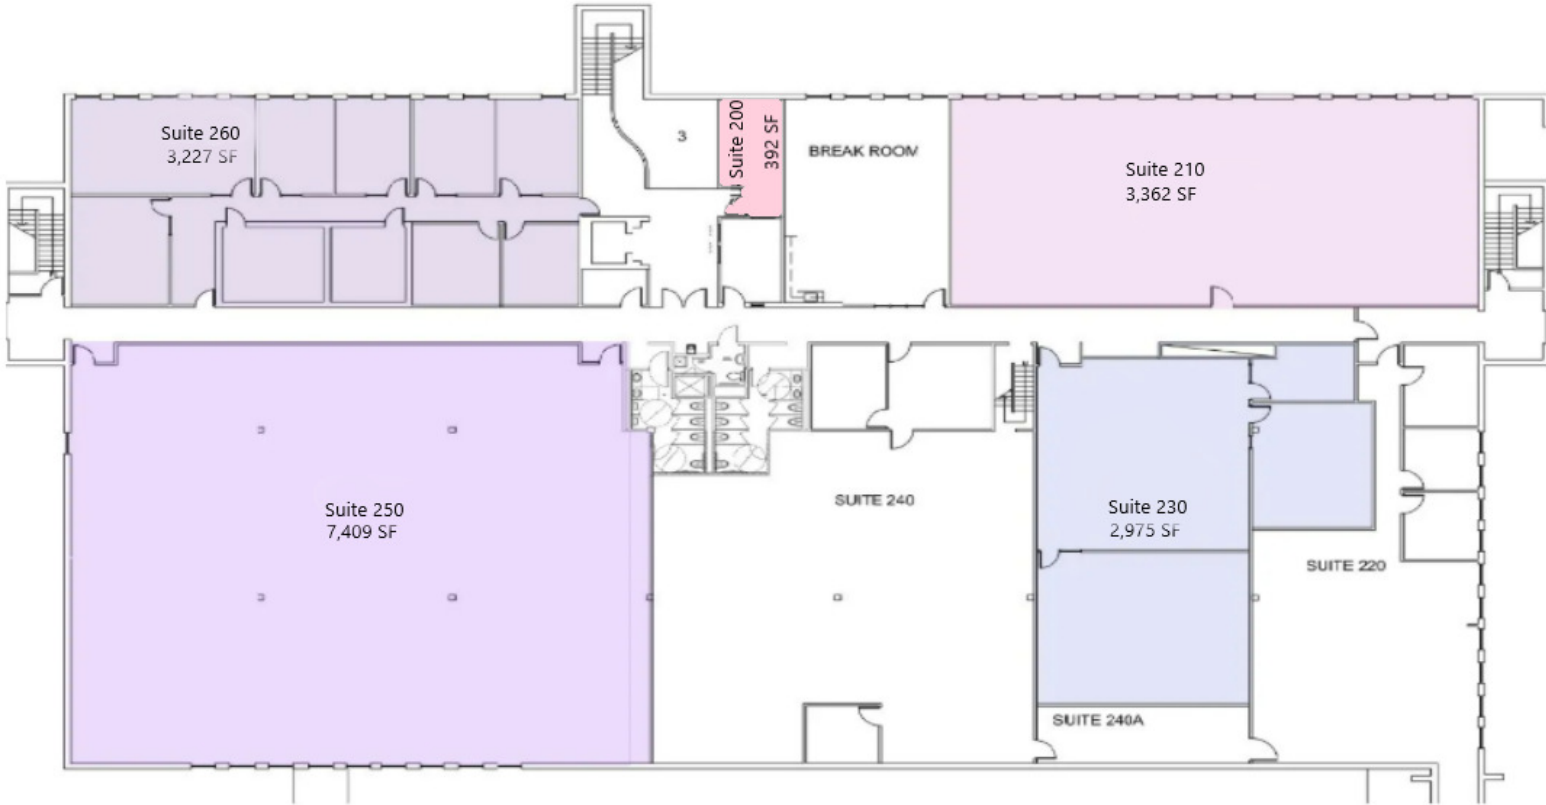 Suite 260
3,227 SF
3
Suite 200
392 SF
BREAK ROOM
Suite 210
3,362 SF
Suite 250
7,409 SF
SUITE 240
Suite 230
2,975 SF
SUITE 220
SUITE 240A